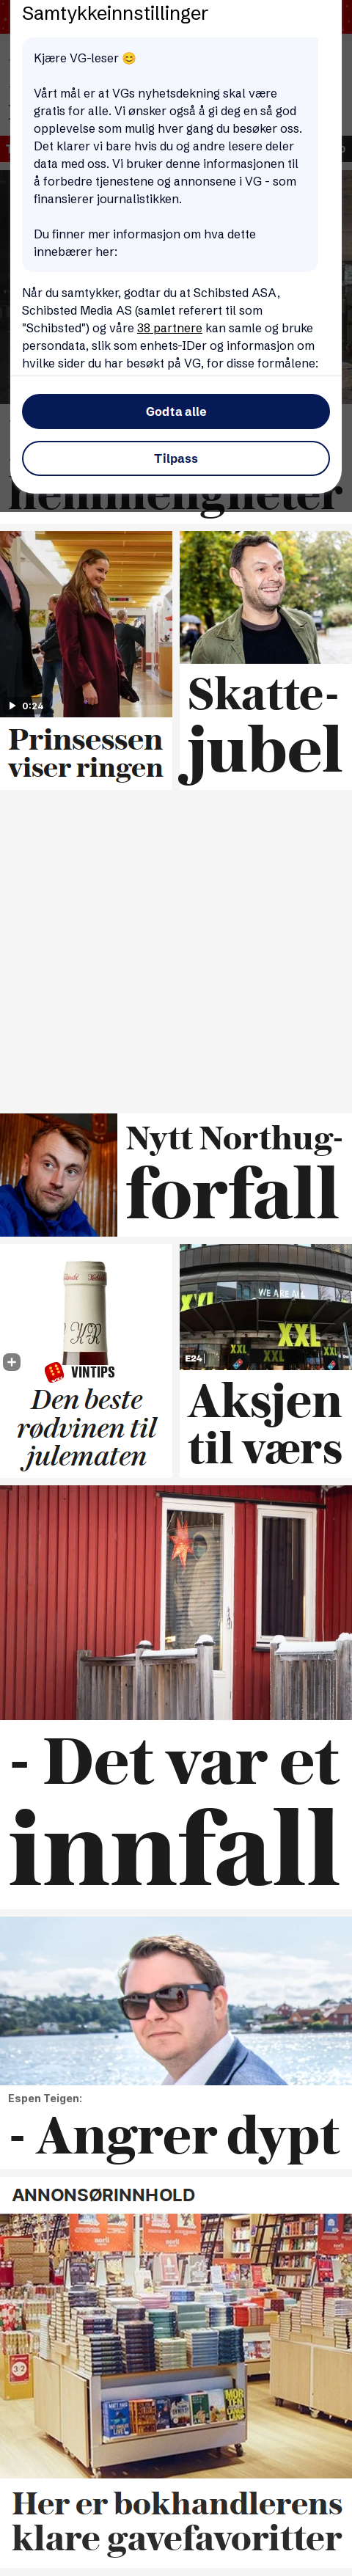 Samtykkeinnstillinger
Kjære VG-leser 😊
Vårt mål er at VGs nyhetsdekning skal være
gratis for alle. Vi ønsker også å gi deg en så god
opplevelse som mulig hver gang du besøker oss.
Det klarer vi bare hvis du og andre lesere deler
data med oss. Vi bruker denne informasjonen til
å forbedre tjenestene og annonsene i VG - som
finansierer journalistikken.
Du finner mer informasjon om hva dette
innebærer her:
Når du samtykker, godtar du at Schibsted ASA,
Schibsted Media AS (samlet referert til som
"Schibsted") og våre 38 partnere kan samle og bruke
persondata, slik som enhets-IDer og informasjon om
hvilke sider du har besøkt på VG, for disse formålene:
Godta alle
Tilpass
hemmeligheter
0:24
Prinsessen
viser ringen
Skatte-
jubel
Nytt Northug-
forfall
VINTIPS
Den beste
rødvinen til
julematen
WE ARE ALL
XXL
XXL
XXL
E24
Aksjen
til værs
- Det var et
innfall
Espen Teigen:
- Angrer dypt
ANNONSØRINNHOLD
Her er bokhandlerens
klare gavefavoritter